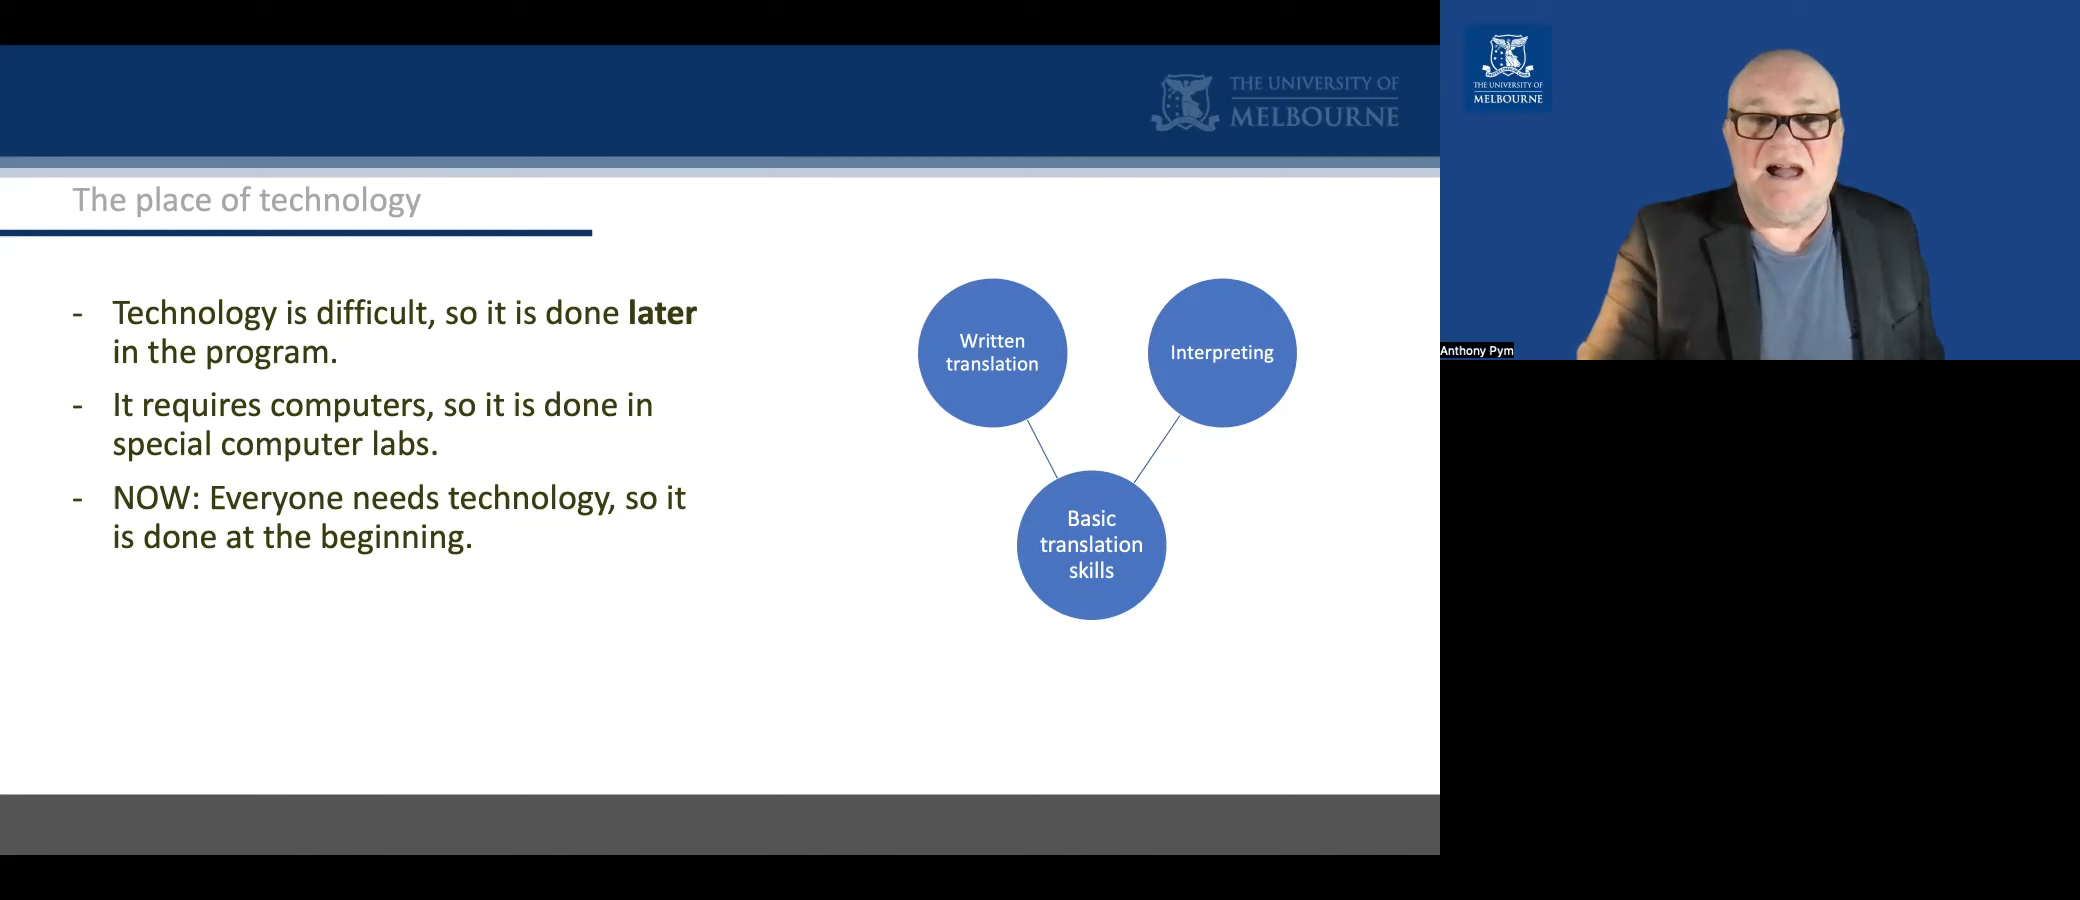 THE UNIVERSITY OF
MELBOURNE
The place of technology
- Technology is difficult, so it is done later
in the program.
- It requires computers, so it is done in
special computer labs.
- NOW: Everyone needs technology, so it
is done at the beginning.
Written
translation
Interpreting
Basic
translation
skills
THE UNIVERSITY OF
MELBOURNE
Anthony Pym